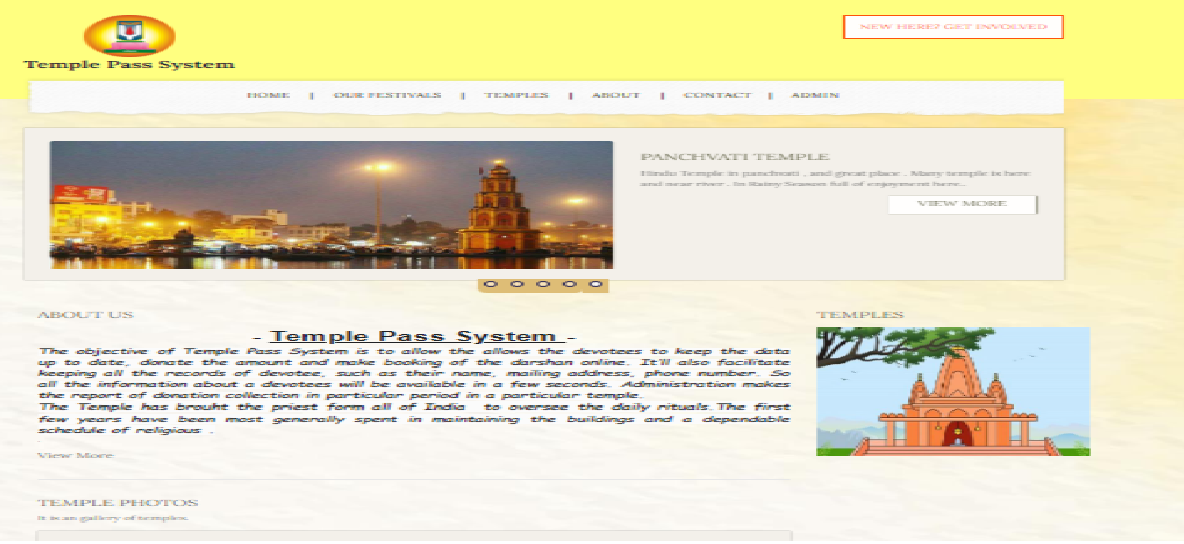 NEW HERE? GET INVOLVED
Temple Pass System
HOME | OUR FESTIVALS | TEMPLES | ABOUT | CONTACT | ADMIN
PANCHVATI TEMPLE
Hindu Temple in panchvati , and great place . Many temple is here
and near river . In Rainy Season full of enjoyment here...
VIEW MORE
ABOUT US
- Temple Pass System -
The objective of Temple Pass System is to allow the allows the devotees to keep the data
up to date, donate the amount and make booking of the darshan online. It'll also facilitate
keeping all the records of devotee, such as their name, mailing address, phone number. So
all the information about a devotees will be available in a few seconds. Administration makes
the report of donation collection in particular period in a particular temple.
The Temple has brouht the priest form all of India to oversee the daily rituals.The first
few years have been most generally spent in maintaining the buildings and a dependable
schedule of religious .
View More
TEMPLES
TEMPLE PHOTOS
It is an gallery of temples.